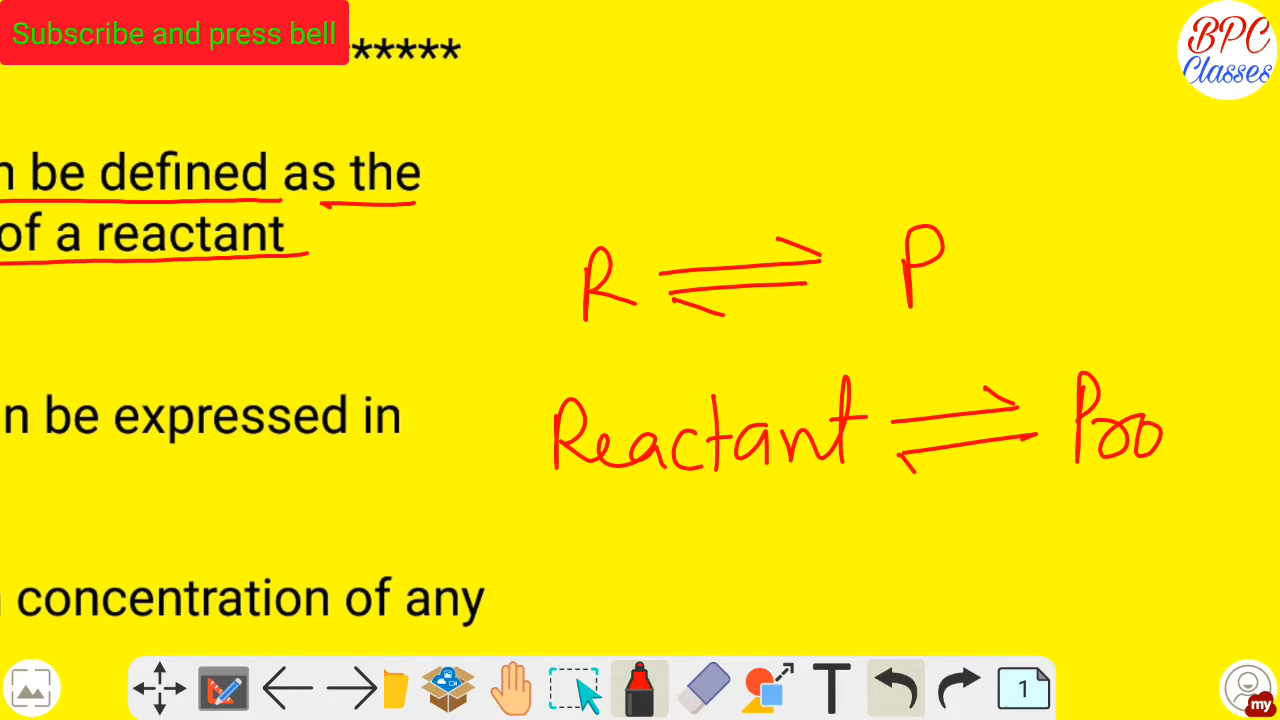 Subscribe and press bell
*****
BPC
Classes
n be defined as the
of a reactant
R ⇌ P
n be expressed in
Reactant ⇌ Pro
concentration of any
1
my